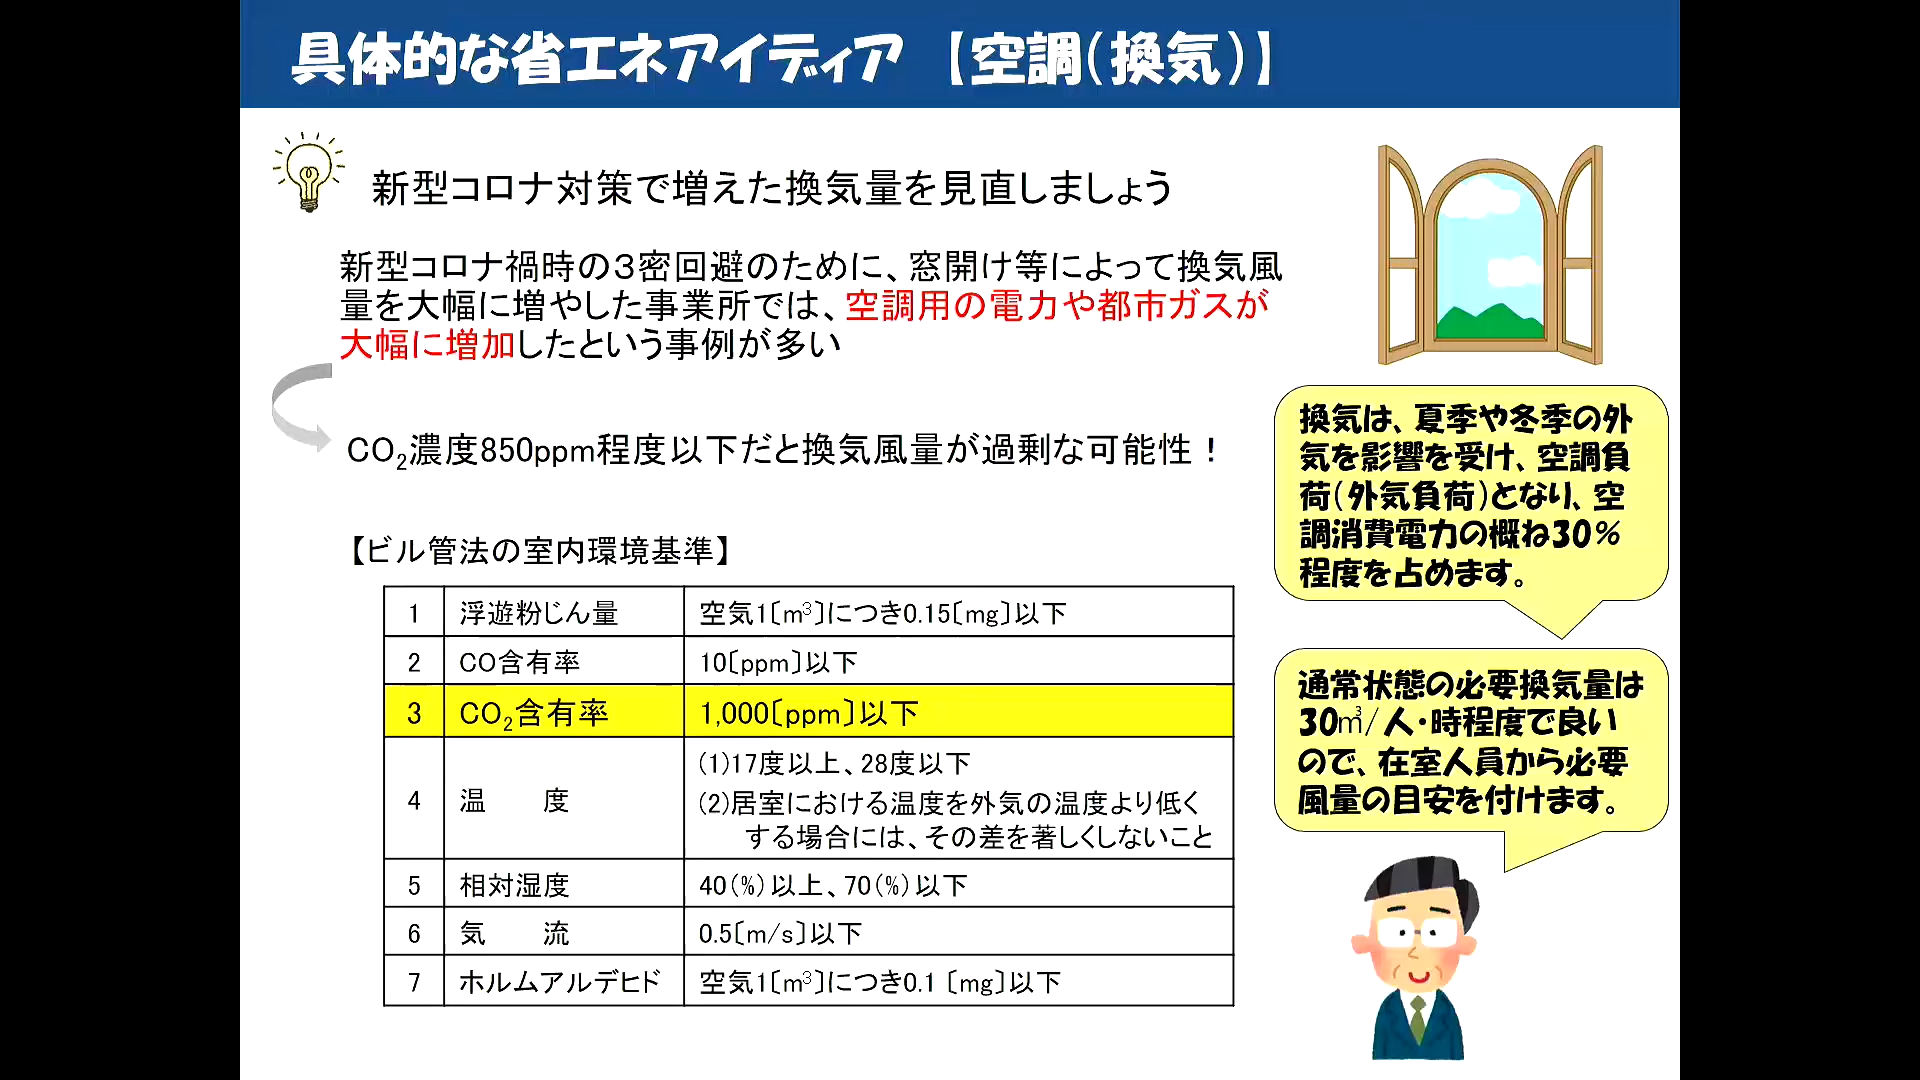 具体的な省エネアイディア 【空調(換気)】
新型コロナ対策で増えた換気量を見直しましょう
新型コロナ禍時の3密回避のために、窓開け等によって換気風
量を大幅に増やした事業所では、空調用の電力や都市ガスが
大幅に増加したという事例が多い
CO₂濃度850ppm程度以下だと換気風量が過剰な可能性！
【ビル管法の室内環境基準】
1 浮遊粉じん量 空気1〔m³〕につき0.15〔mg〕以下
2 CO含有率 10〔ppm〕以下
3 CO₂含有率 1,000〔ppm〕以下
4 温　　度 (1)17度以上、28度以下
(2)居室における温度を外気の温度より低く
する場合には、その差を著しくしないこと
5 相対湿度 40(%)以上、70(%)以下
6 気　　流 0.5〔m/s〕以下
7 ホルムアルデヒド 空気1〔m³〕につき0.1 〔mg〕以下
換気は、夏季や冬季の外
気を影響を受け、空調負
荷(外気負荷)となり、空
調消費電力の概ね30%
程度を占めます。
通常状態の必要換気量は
30㎥/人・時程度で良い
ので、在室人員から必要
風量の目安を付けます。